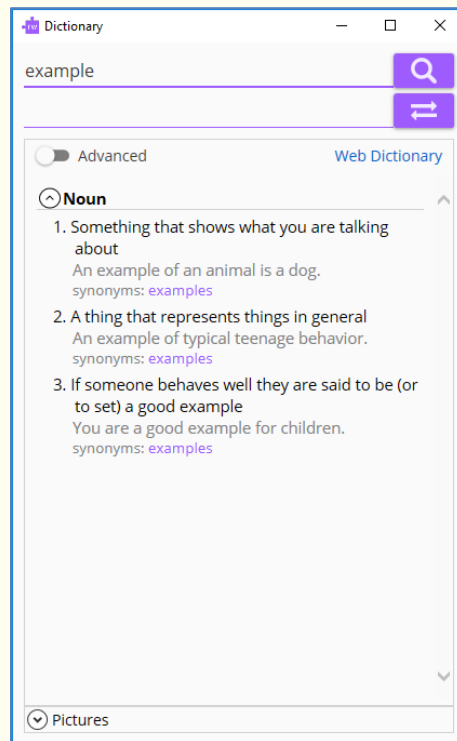 rw Dictionary
example
Advanced Web Dictionary
Noun
1. Something that shows what you are talking
about
An example of an animal is a dog.
synonyms: examples
2. A thing that represents things in general
An example of typical teenage behavior.
synonyms: examples
3. If someone behaves well they are said to be (or
to set) a good example
You are a good example for children.
synonyms: examples
Pictures